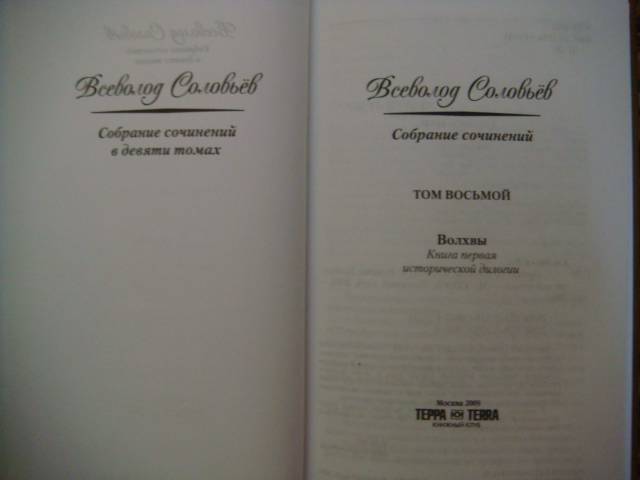 Всеволод Соловьёв
Собрание сочинений
в девяти томах
Всеволод Соловьёв
Собрание сочинений
ТОМ ВОСЬМОЙ
Волхвы
Книга первая
исторической дилогии
Москва 2009
ТЕРРА TERRA
КНИЖНЫЙ КЛУБ